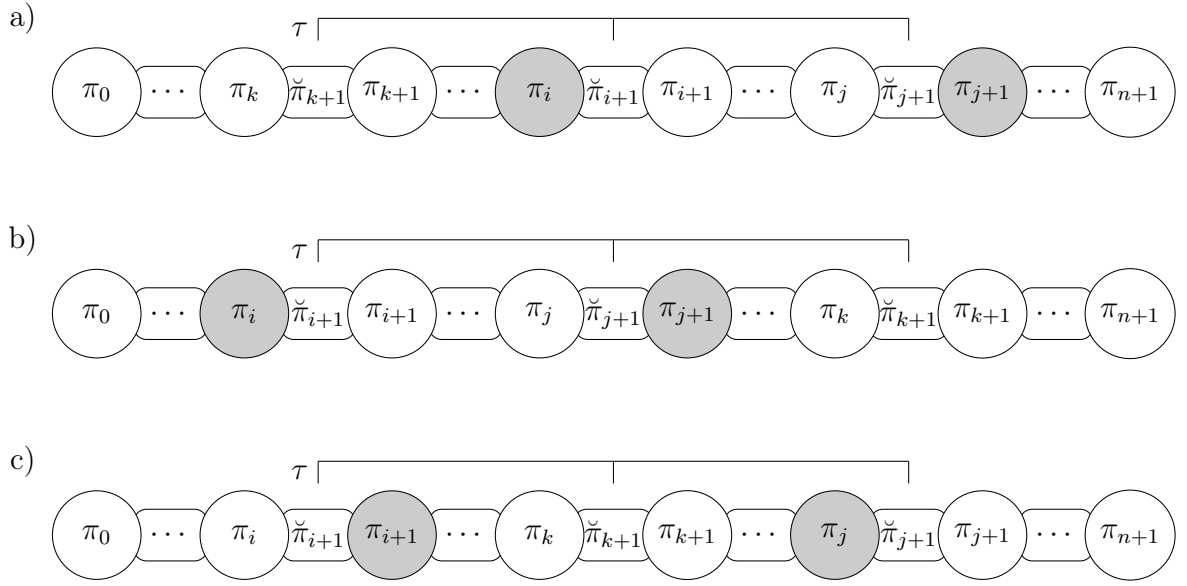 a)
τ
π₀ ⋯ πₖ π̆ₖ₊₁ πₖ₊₁ ⋯ πᵢ π̆ᵢ₊₁ πᵢ₊₁ ⋯ πⱼ π̆ⱼ₊₁ πⱼ₊₁ ⋯ πₙ₊₁
b)
τ
π₀ ⋯ πᵢ π̆ᵢ₊₁ πᵢ₊₁ ⋯ πⱼ π̆ⱼ₊₁ πⱼ₊₁ ⋯ πₖ π̆ₖ₊₁ πₖ₊₁ ⋯ πₙ₊₁
c)
τ
π₀ ⋯ πᵢ π̆ᵢ₊₁ πᵢ₊₁ ⋯ πₖ π̆ₖ₊₁ πₖ₊₁ ⋯ πⱼ π̆ⱼ₊₁ πⱼ₊₁ ⋯ πₙ₊₁